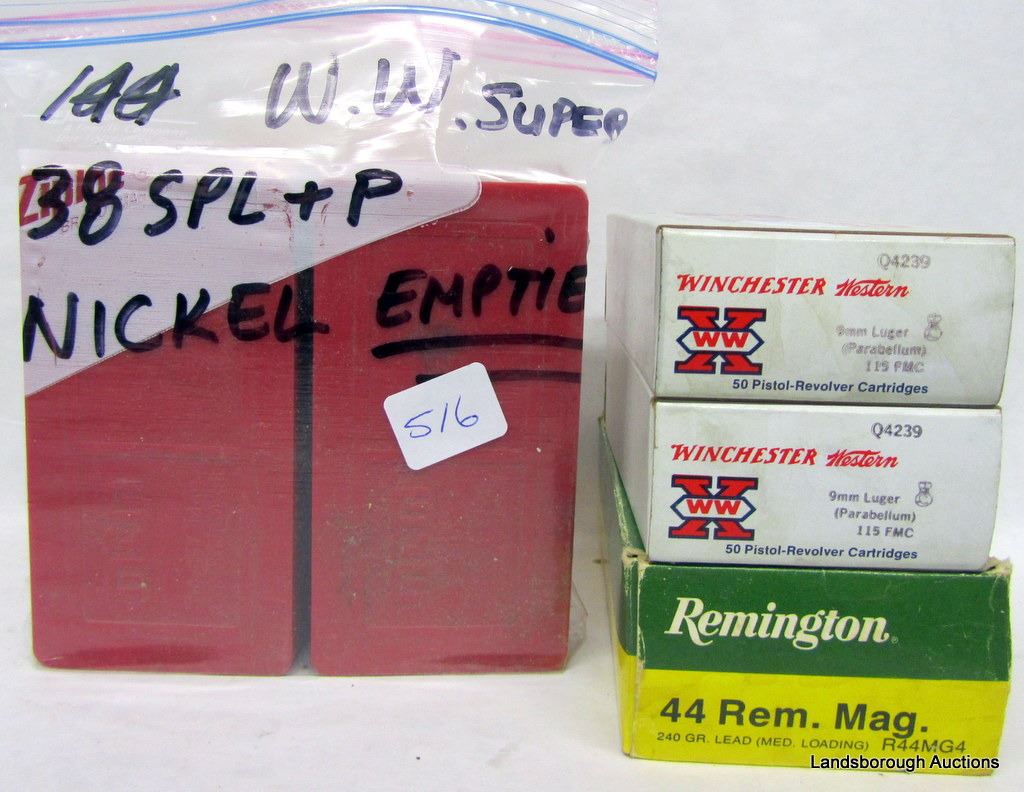 144 W.W. SUPER
38 SPL + P
NICKEL EMPTIE
516
Q4239
WINCHESTER Western
WW
9mm Luger
(Parabellum)
115 FMC
50 Pistol-Revolver Cartridges
Q4239
WINCHESTER Western
WW
9mm Luger
(Parabellum)
115 FMC
50 Pistol-Revolver Cartridges
Remington.
44 Rem. Mag.
240 GR. LEAD (MED. LOADING) R44MG4
Landsborough Auctions